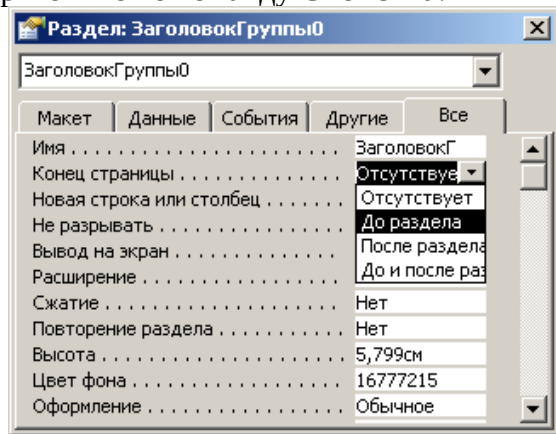 Раздел: ЗаголовокГруппы0
ЗаголовокГруппы0
Макет Данные События Другие Все
Имя . . . . . . . . . . . . . . . . . . . . . . . ЗаголовокГ
Конец страницы . . . . . . . . . . . . . . Отсутствуе
Новая строка или столбец . . . . . . . Отсутствует
Не разрывать . . . . . . . . . . . . . . . . До раздела
Вывод на экран . . . . . . . . . . . . . . После раздела
Расширение . . . . . . . . . . . . . . . . . До и после раз
Сжатие . . . . . . . . . . . . . . . . . . . . Нет
Повторение раздела . . . . . . . . . . . Нет
Высота . . . . . . . . . . . . . . . . . . . . 5,799см
Цвет фона . . . . . . . . . . . . . . . . . . 16777215
Оформление . . . . . . . . . . . . . . . . . Обычное